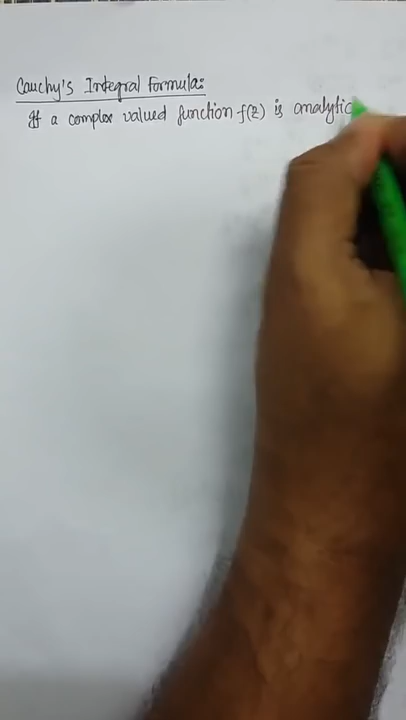 Cauchy's Integral Formula:
If a complex valued function f(z) is analytic